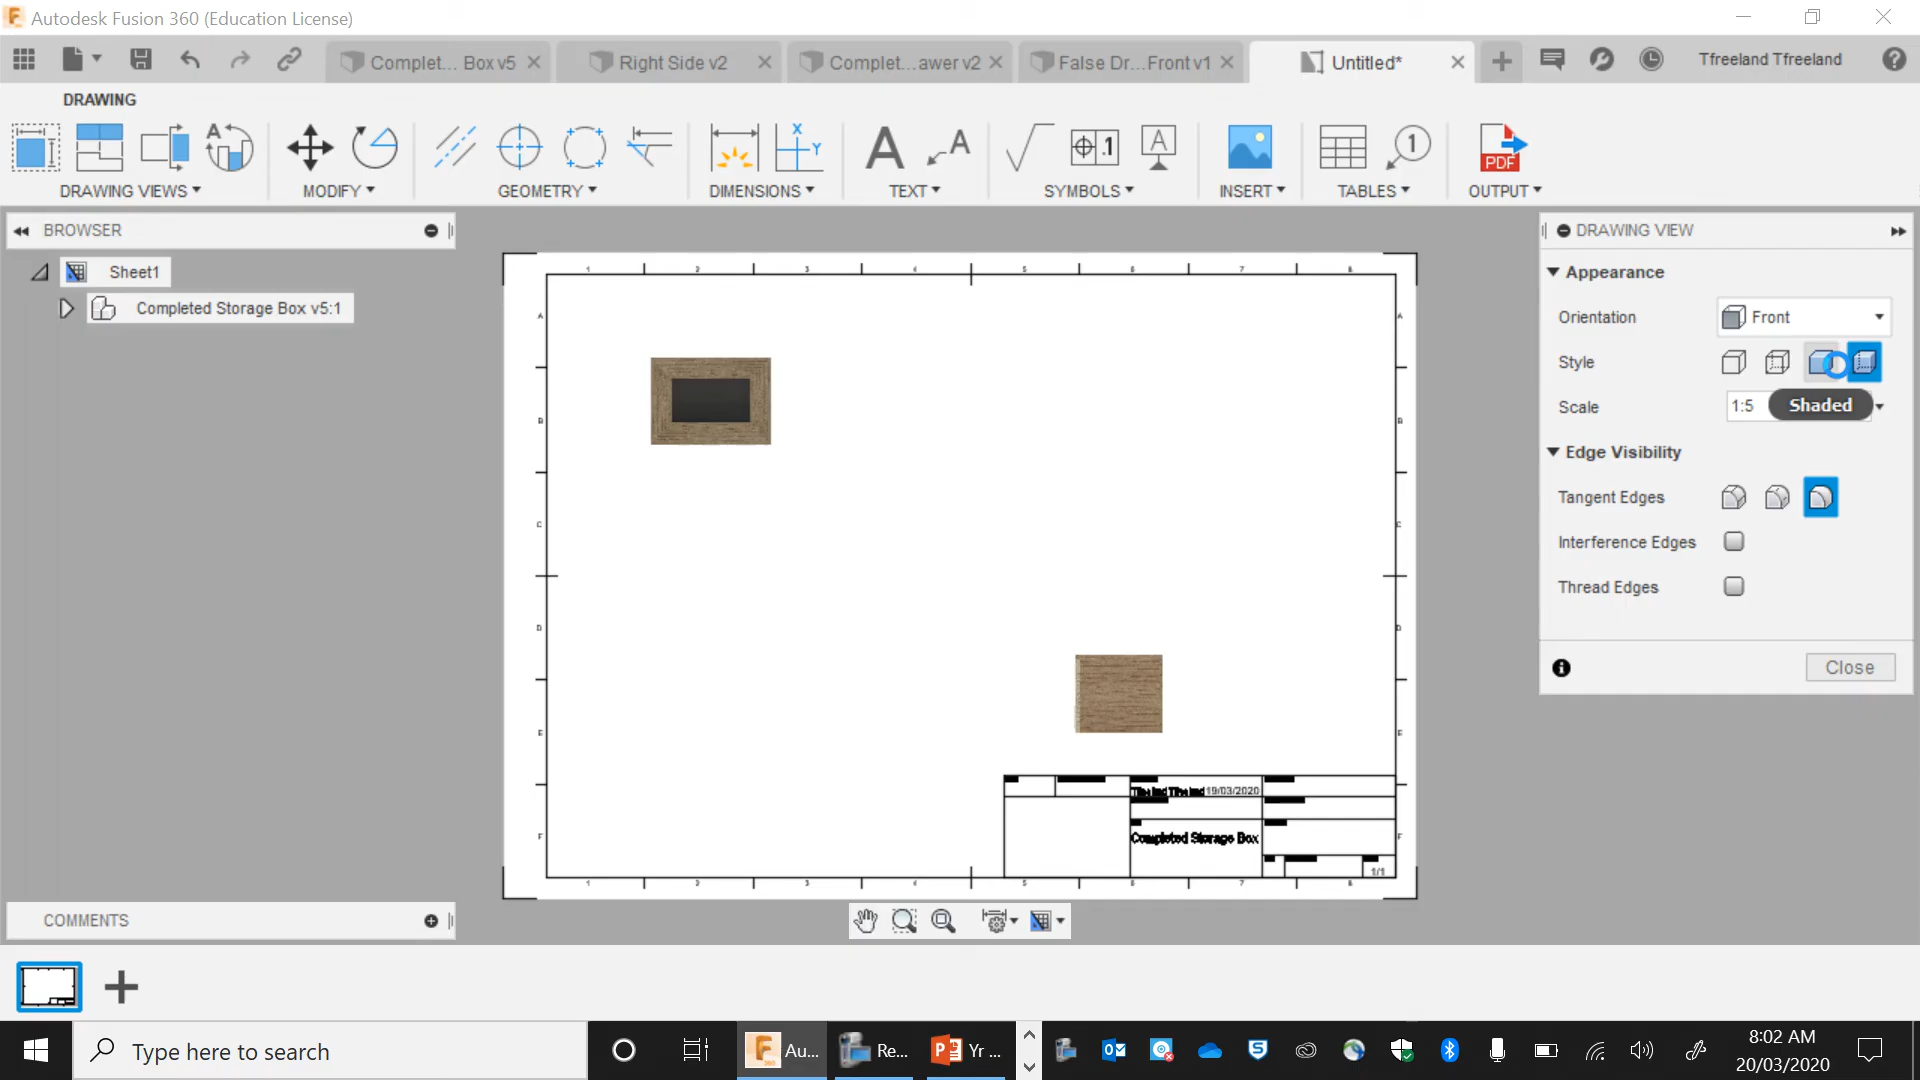 Autodesk Fusion 360 (Education License)
Complet... Box v5
Right Side v2
Complet...awer v2
False Dr...Front v1
Untitled*
Tfreeland Tfreeland
DRAWING
DRAWING VIEWS
MODIFY
GEOMETRY
DIMENSIONS
TEXT
SYMBOLS
INSERT
TABLES
OUTPUT
BROWSER
Sheet1
Completed Storage Box v5:1
DRAWING VIEW
Appearance
Orientation
Front
Style
Scale
1:5
Shaded
Edge Visibility
Tangent Edges
Interference Edges
Thread Edges
Close
19/03/2020
Completed Storage Box
1/1
COMMENTS
Type here to search
Au...
Re...
Yr ...
8:02 AM
20/03/2020